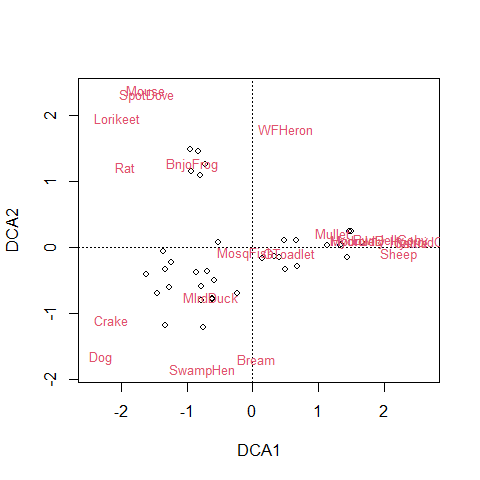 Mouse
SpotDove
Lorikeet
WFHeron
BnjoFrog
Rat
Mullet
Sheep
MosqFish
Toadlet
MlrdDuck
Crake
Dog
Bream
SwampHen
DCA2
2
1
0
-1
-2
-2
-1
0
1
2
DCA1